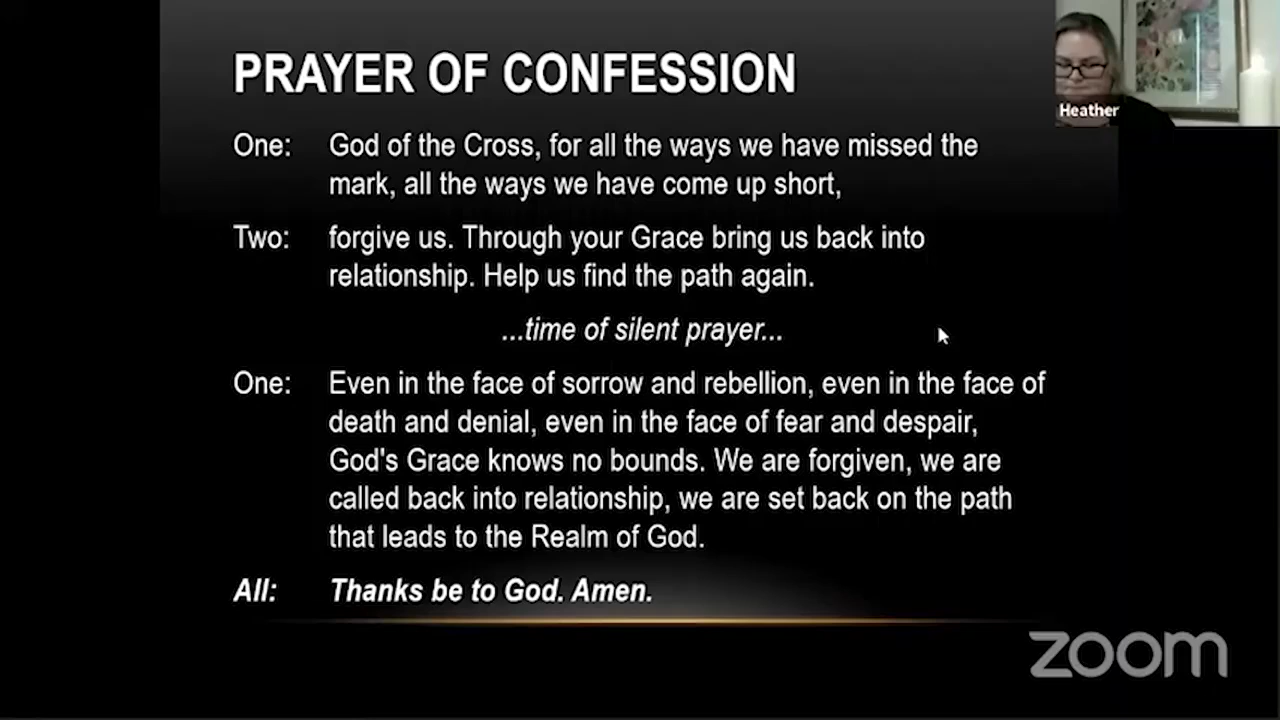 PRAYER OF CONFESSION
Heather
One: God of the Cross, for all the ways we have missed the
mark, all the ways we have come up short,
Two: forgive us. Through your Grace bring us back into
relationship. Help us find the path again.
...time of silent prayer...
One: Even in the face of sorrow and rebellion, even in the face of
death and denial, even in the face of fear and despair,
God's Grace knows no bounds. We are forgiven, we are
called back into relationship, we are set back on the path
that leads to the Realm of God.
All: Thanks be to God. Amen.
zoom